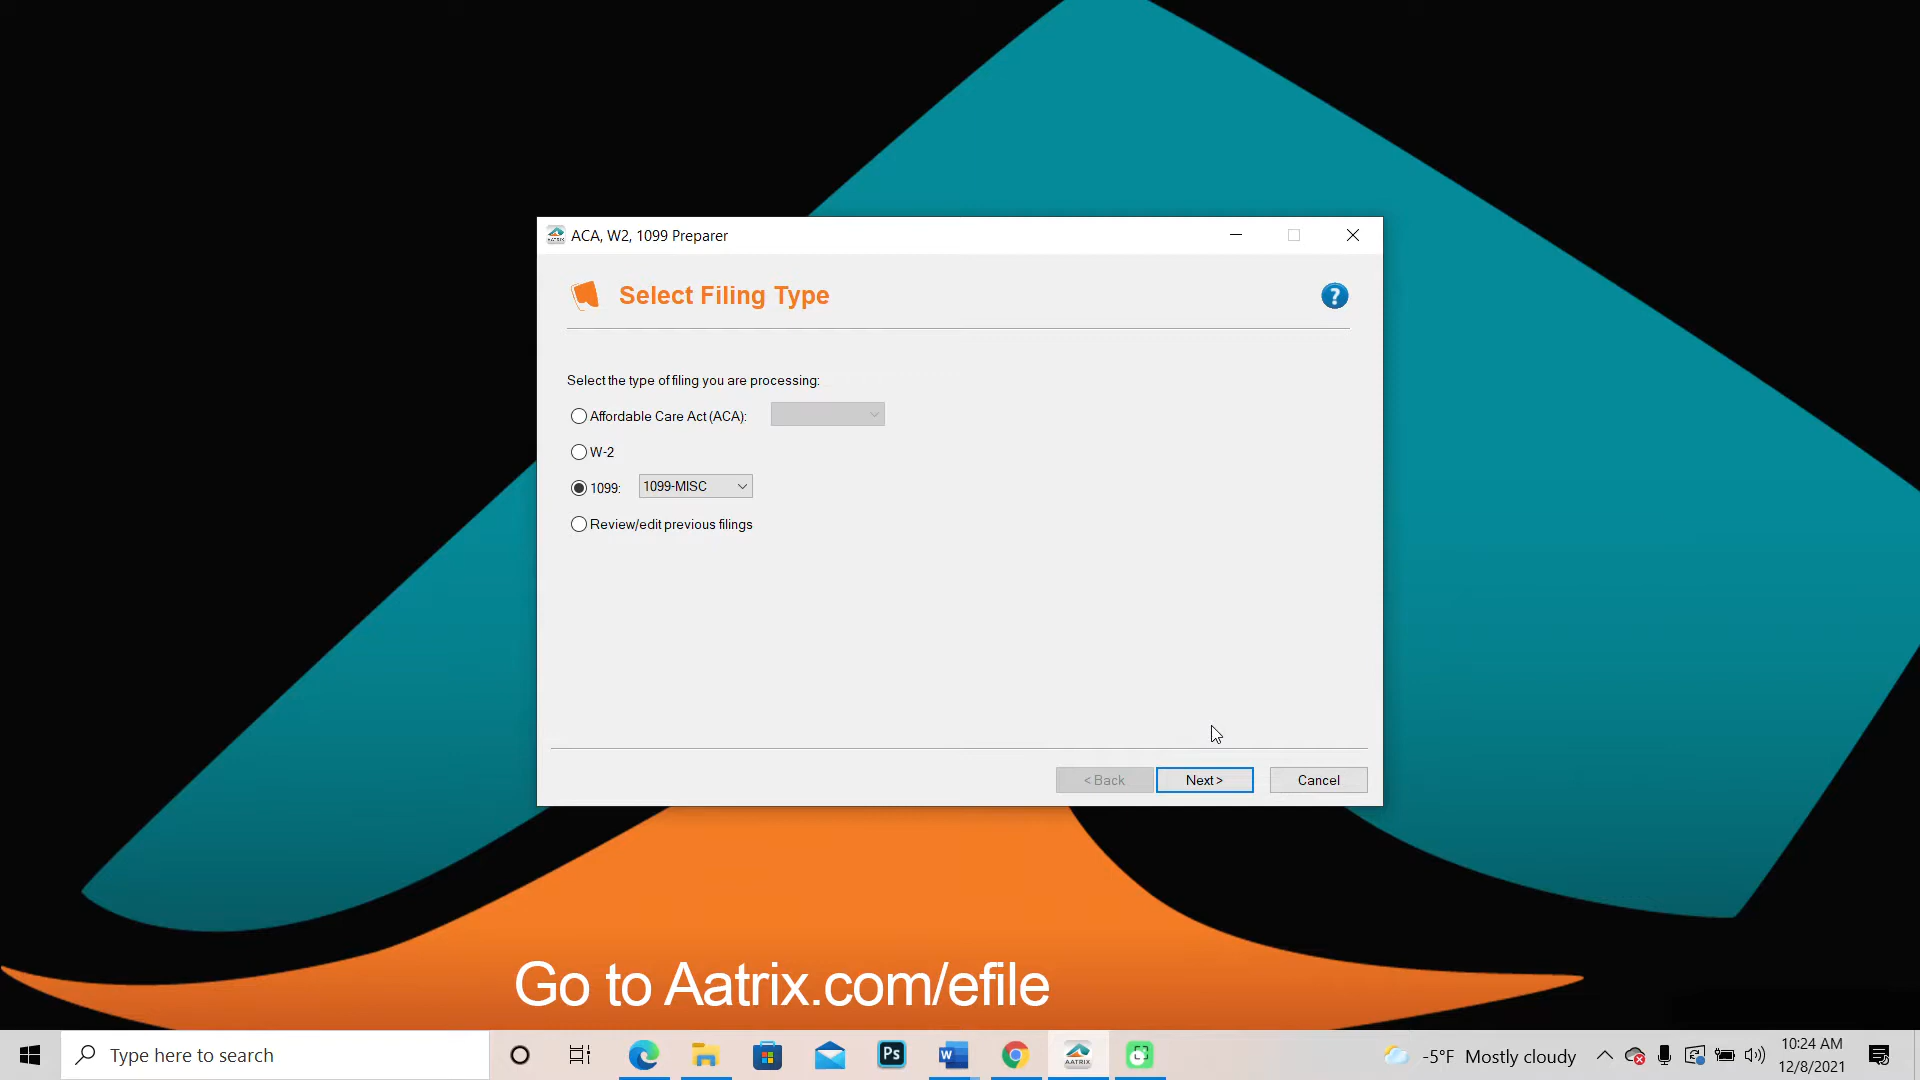 ACA, W2, 1099 Preparer
Select Filing Type
?
Select the type of filing you are processing:
Affordable Care Act (ACA):
W-2
1099: 1099-MISC
Review/edit previous filings
< Back Next > Cancel
Go to Aatrix.com/efile
Type here to search
Ps
W
AATRIX
-5°F Mostly cloudy
10:24 AM
12/8/2021